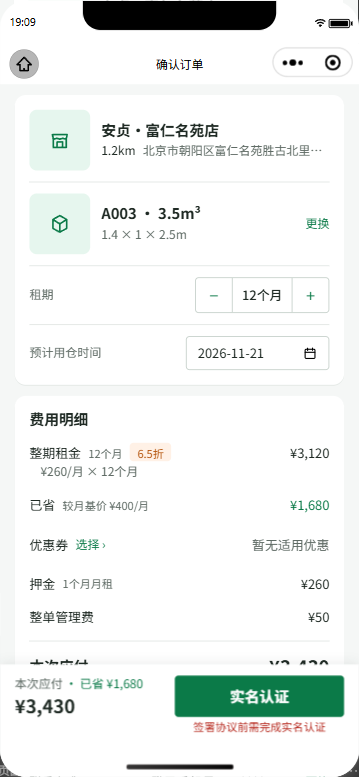 19:09
确认订单
安贞·富仁名苑店
1.2km 北京市朝阳区富仁名苑胜古北里…
A003 · 3.5m³
1.4 × 1 × 2.5m
更换
租期
− 12个月 +
预计用仓时间
2026-11-21
费用明细
整期租金 12个月 6.5折 ¥3,120
¥260/月 × 12个月
已省 较月基价 ¥400/月 ¥1,680
优惠券 选择 › 暂无适用优惠
押金 1个月月租 ¥260
整单管理费 ¥50
本次应付 ¥3,430
本次应付 · 已省 ¥1,680
¥3,430
实名认证
签署协议前需完成实名认证